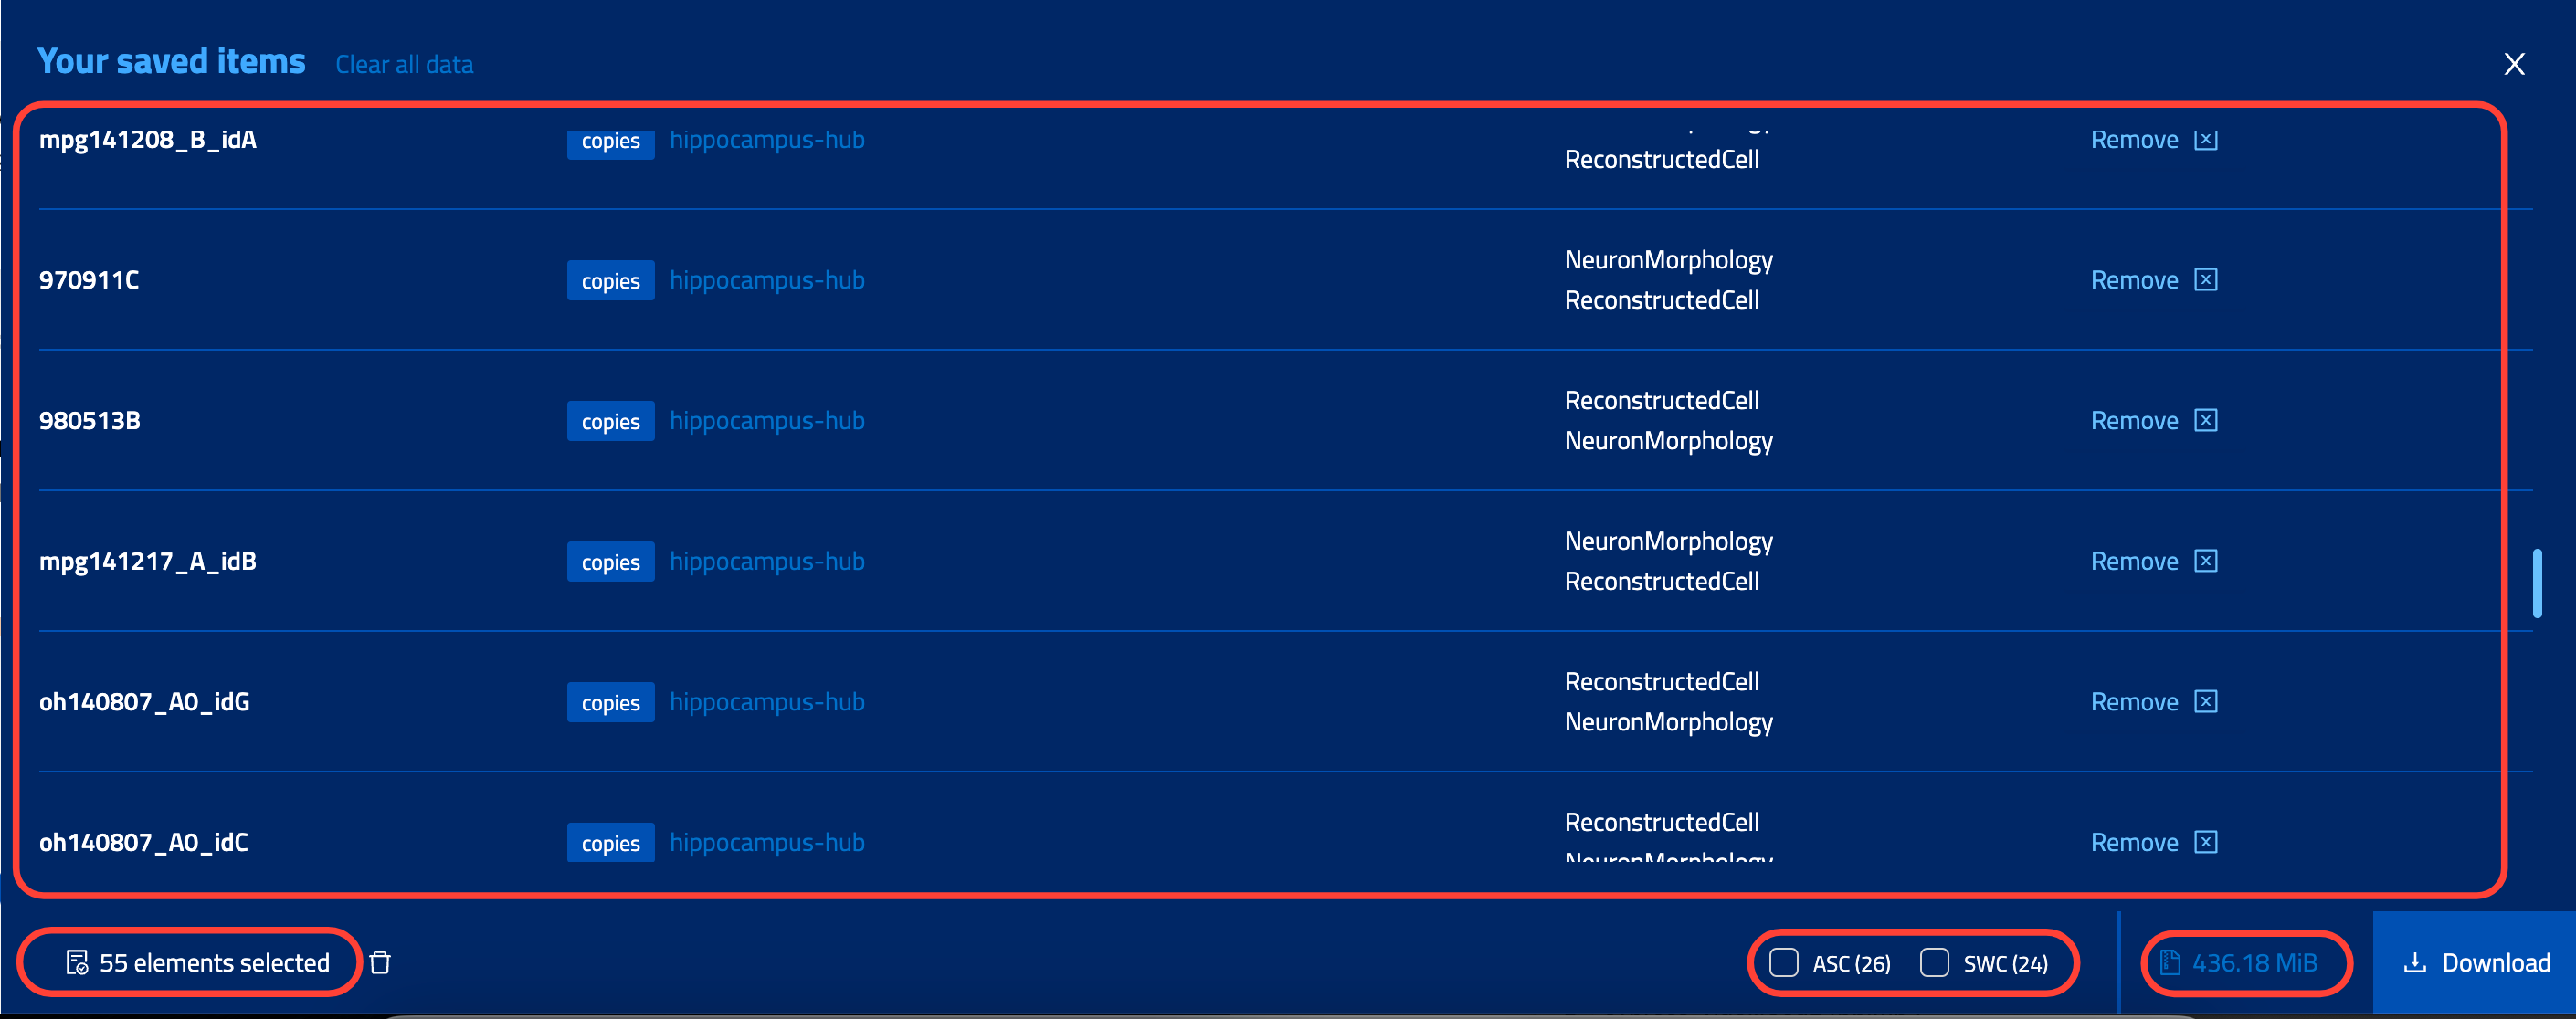 Your saved items Clear all data X
mpg141208_B_idA copies hippocampus-hub ReconstructedCell Remove
970911C copies hippocampus-hub NeuronMorphology Remove
ReconstructedCell
980513B copies hippocampus-hub ReconstructedCell Remove
NeuronMorphology
mpg141217_A_idB copies hippocampus-hub NeuronMorphology Remove
ReconstructedCell
oh140807_A0_idG copies hippocampus-hub ReconstructedCell Remove
NeuronMorphology
oh140807_A0_idC copies hippocampus-hub ReconstructedCell Remove
NeuronMorphology
55 elements selected ASC (26) SWC (24) 436.18 MiB Download